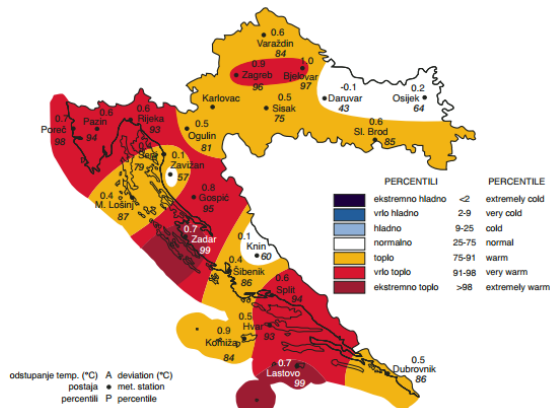 0.6
Varaždin
84
0.9
Zagreb
96
1.0
Bjelovar
97
-0.1
Daruvar
43
0.2
Osijek
64
Karlovac
0.5
Sisak
75
0.6
Sl. Brod
85
0.7
Poreč
98
0.6
Pazin
94
0.6
Rijeka
93
0.5
Ogulin
81
Senj
79
0.1
Zavižan
57
0.4
M. Lošinj
87
0.8
Gospić
95
0.7
Zadar
99
0.1
Knin
60
0.4
Šibenik
86
0.6
Split
94
0.5
Hvar
93
0.9
Komiža
84
0.7
Lastovo
99
0.5
Dubrovnik
86
PERCENTILI PERCENTILE
ekstremno hladno <2 extremely cold
vrlo hladno 2-9 very cold
hladno 9-25 cold
normalno 25-75 normal
toplo 75-91 warm
vrlo toplo 91-98 very warm
ekstremno toplo >98 extremely warm
odstupanje temp. (°C) A deviation (°C)
postaja ● met. station
percentili P percentile